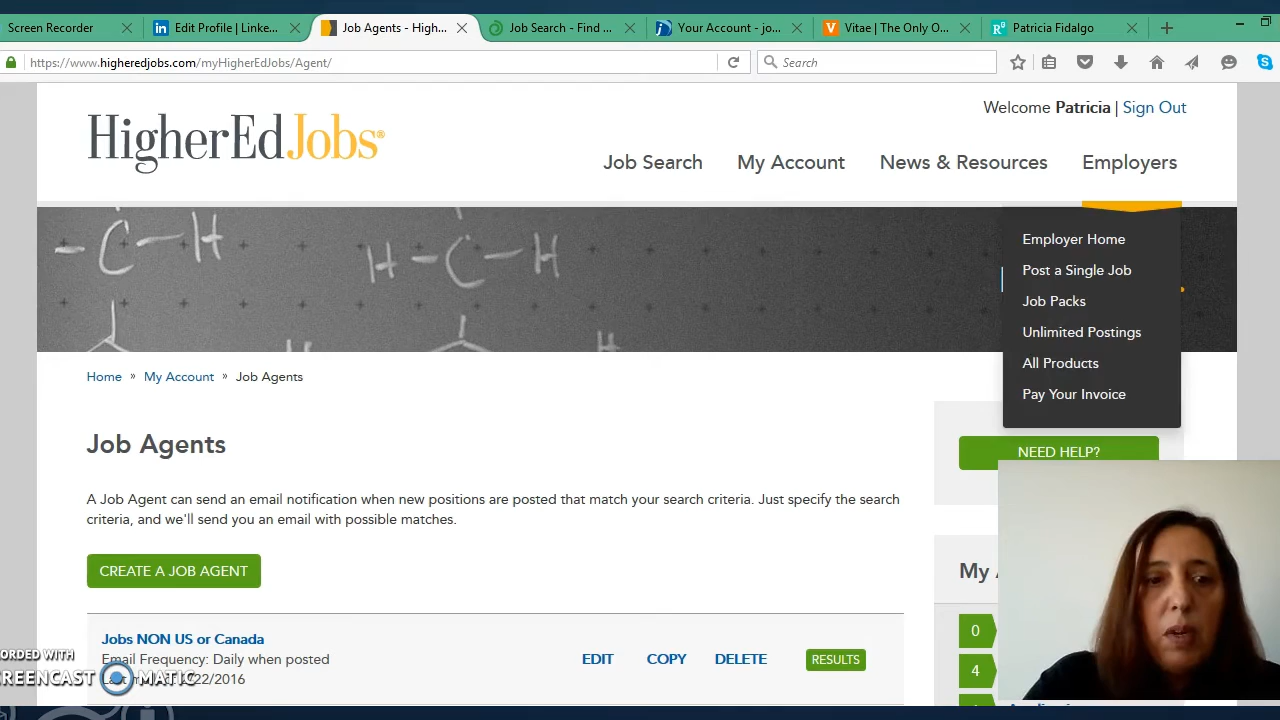 Screen Recorder
Edit Profile | Linke...
Job Agents - High...
Job Search - Find ...
Your Account - jo...
Vitae | The Only O...
Patricia Fidalgo
https://www.higheredjobs.com/myHigherEdJobs/Agent/
Search
Welcome Patricia | Sign Out
HigherEdJobs®
Job Search
My Account
News & Resources
Employers
C H
H C H
H
Employer Home
Post a Single Job
Job Packs
Unlimited Postings
All Products
Pay Your Invoice
Home » My Account » Job Agents
Job Agents
NEED HELP?
A Job Agent can send an email notification when new positions are posted that match your search criteria. Just specify the search
criteria, and we'll send you an email with possible matches.
CREATE A JOB AGENT
My
0
4
Jobs NON US or Canada
Email Frequency: Daily when posted
22/2016
EDIT
COPY
DELETE
RESULTS
ORDED WITH
REENCAST MATIC